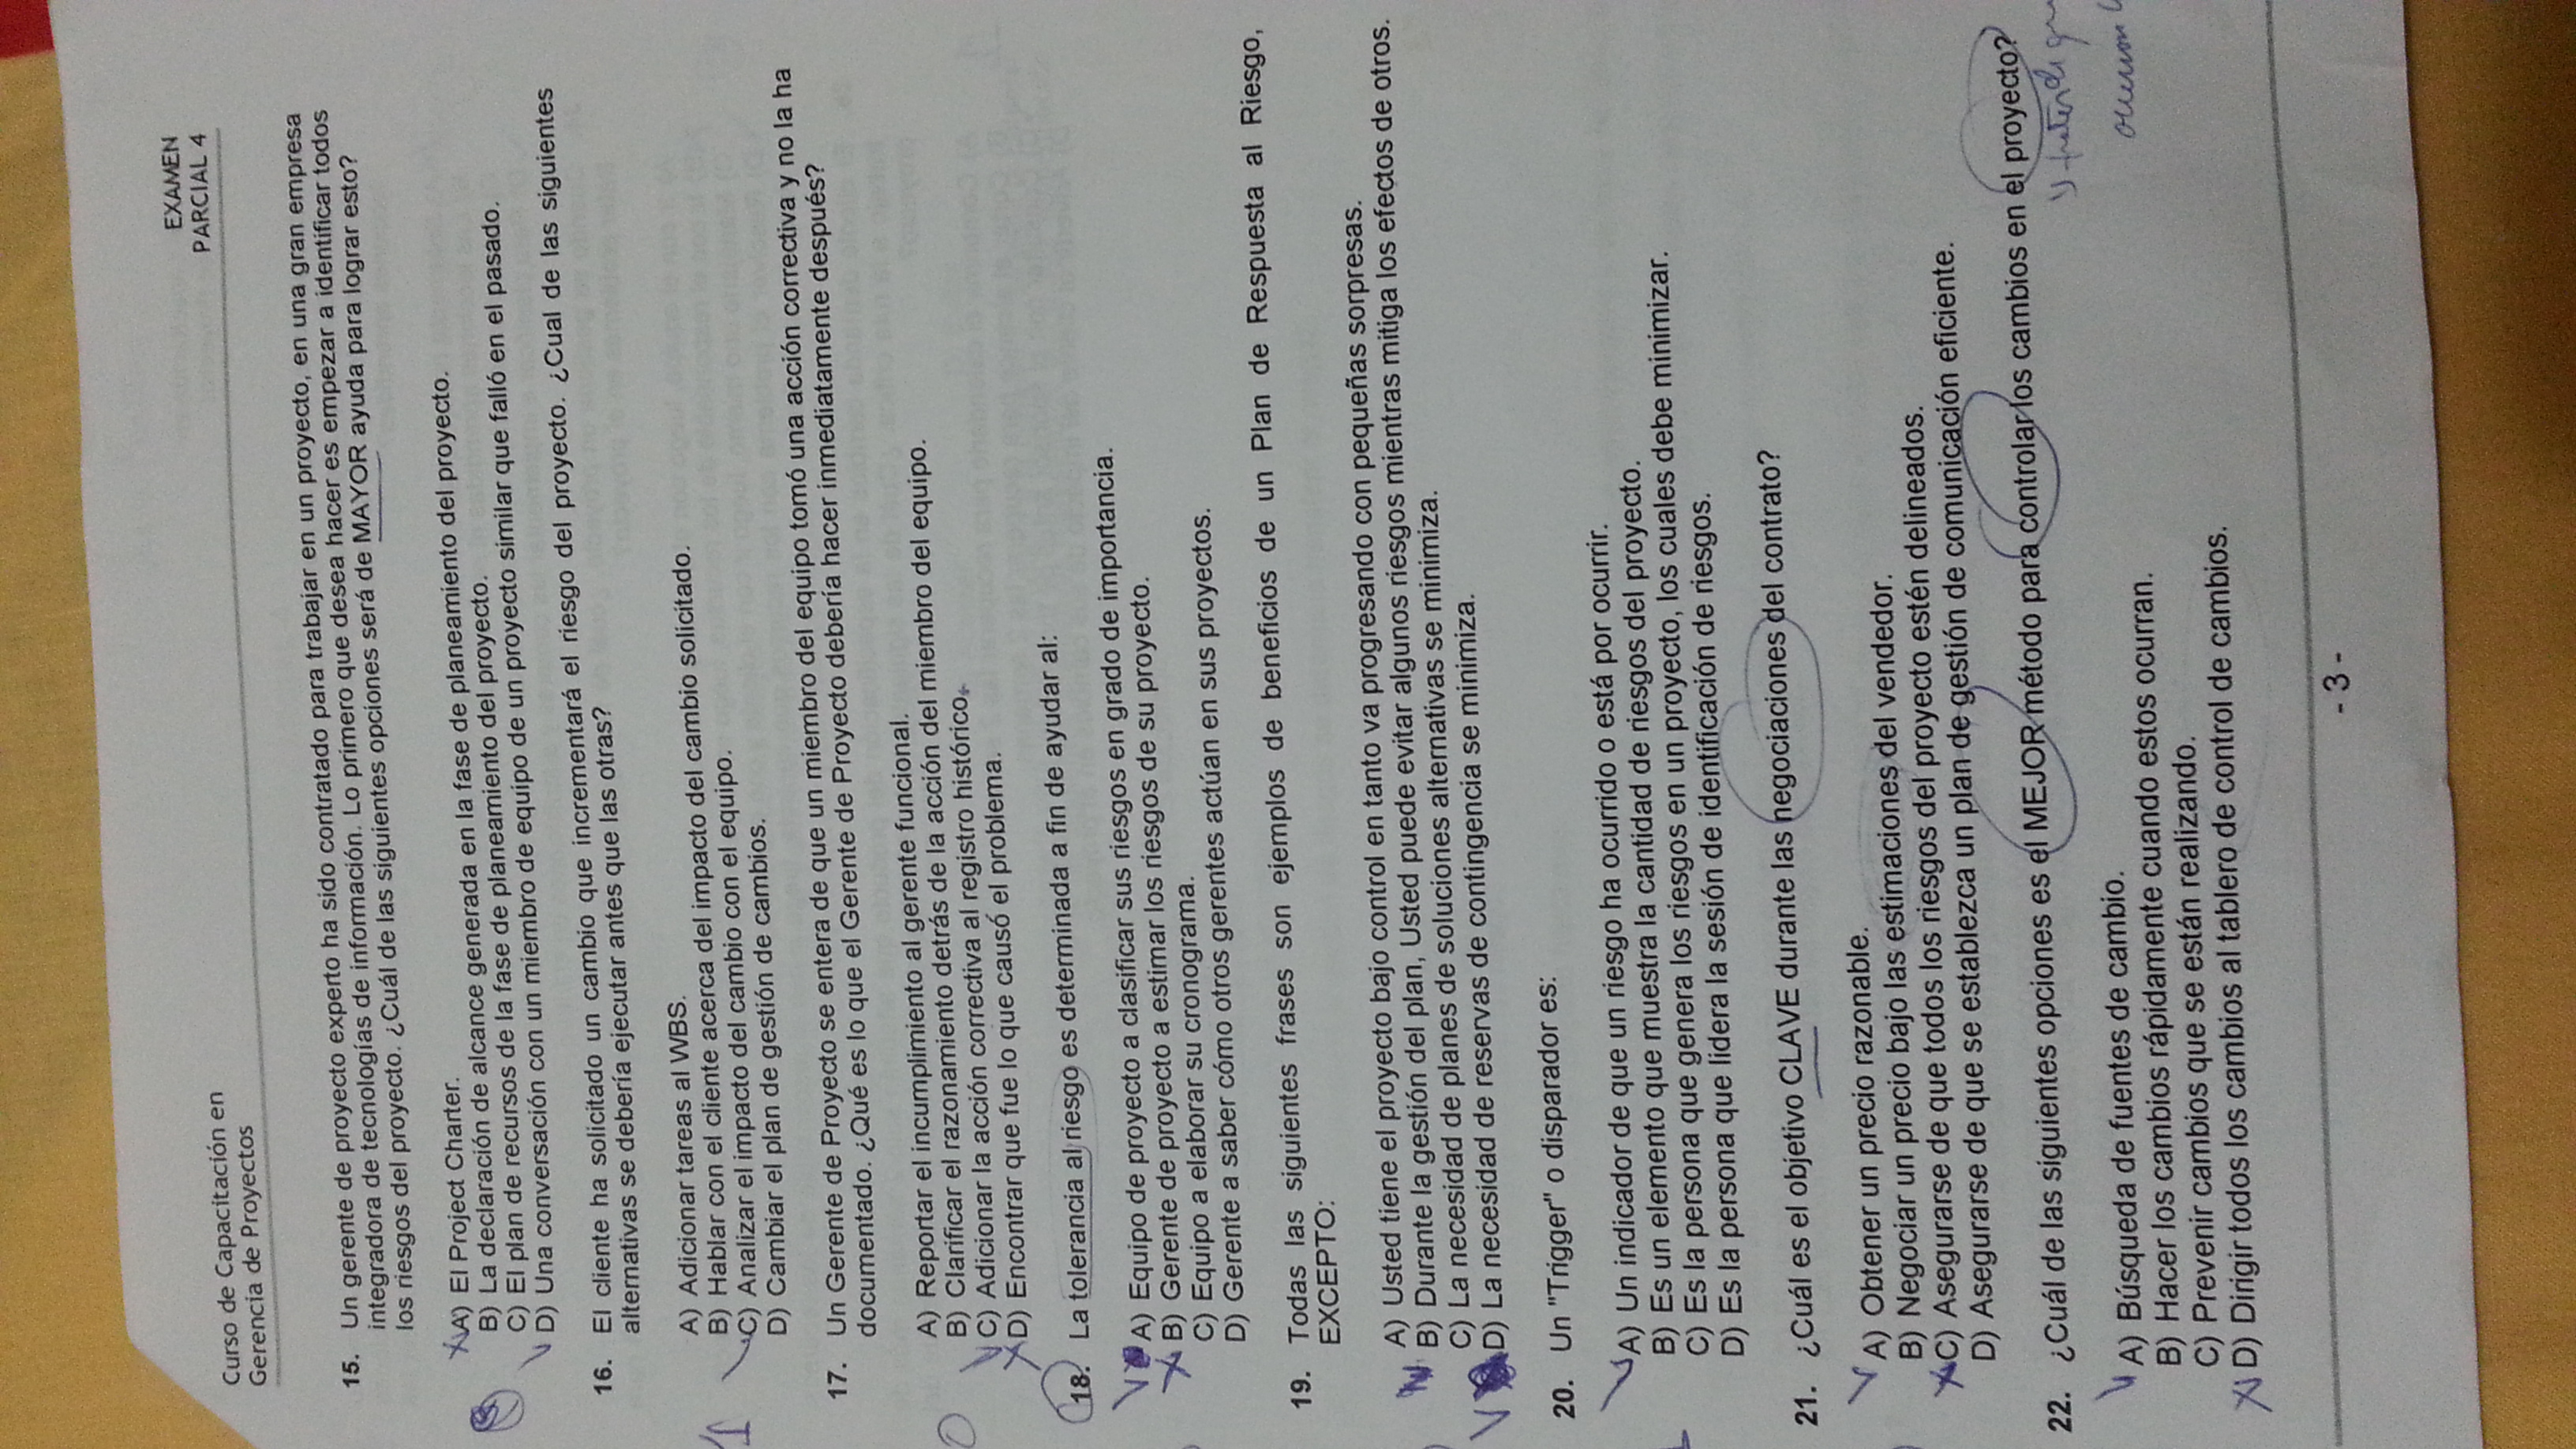 Curso de Capacitación en
Gerencia de Proyectos
EXAMEN
PARCIAL 4
15. Un gerente de proyecto experto ha sido contratado para trabajar en un proyecto, en una gran empresa
integradora de tecnologías de información. Lo primero que desea hacer es empezar a identificar todos
los riesgos del proyecto. ¿Cuál de las siguientes opciones será de MAYOR ayuda para lograr esto?
A) El Project Charter.
B) La declaración de alcance generada en la fase de planeamiento del proyecto.
C) El plan de recursos de la fase de planeamiento del proyecto.
D) Una conversación con un miembro de equipo de un proyecto similar que falló en el pasado.
16. El cliente ha solicitado un cambio que incrementará el riesgo del proyecto. ¿Cual de las siguientes
alternativas se debería ejecutar antes que las otras?
A) Adicionar tareas al WBS.
B) Hablar con el cliente acerca del impacto del cambio solicitado.
1
C) Analizar el impacto del cambio con el equipo.
D) Cambiar el plan de gestión de cambios.
17. Un Gerente de Proyecto se entera de que un miembro del equipo tomó una acción correctiva y no la ha
documentado. ¿Qué es lo que el Gerente de Proyecto debería hacer inmediatamente después?
A) Reportar el incumplimiento al gerente funcional.
B) Clarificar el razonamiento detrás de la acción del miembro del equipo.
0
C) Adicionar la acción correctiva al registro histórico.
D) Encontrar que fue lo que causó el problema.
18. La tolerancia al riesgo es determinada a fin de ayudar al:
A) Equipo de proyecto a clasificar sus riesgos en grado de importancia.
B) Gerente de proyecto a estimar los riesgos de su proyecto.
C) Equipo a elaborar su cronograma.
D) Gerente a saber cómo otros gerentes actúan en sus proyectos.
19. Todas las siguientes frases son ejemplos de beneficios de un Plan de Respuesta al Riesgo,
EXCEPTO:
A) Usted tiene el proyecto bajo control en tanto va progresando con pequeñas sorpresas.
B) Durante la gestión del plan, Usted puede evitar algunos riesgos mientras mitiga los efectos de otros.
C) La necesidad de planes de soluciones alternativas se minimiza.
D) La necesidad de reservas de contingencia se minimiza.
20. Un "Trigger" o disparador es:
A) Un indicador de que un riesgo ha ocurrido o está por ocurrir.
B) Es un elemento que muestra la cantidad de riesgos del proyecto.
C) Es la persona que genera los riesgos en un proyecto, los cuales debe minimizar.
D) Es la persona que lidera la sesión de identificación de riesgos.
21. ¿Cuál es el objetivo CLAVE durante las negociaciones del contrato?
A) Obtener un precio razonable.
B) Negociar un precio bajo las estimaciones del vendedor.
C) Asegurarse de que todos los riesgos del proyecto estén delineados.
D) Asegurarse de que se establezca un plan de gestión de comunicación eficiente.
22. ¿Cuál de las siguientes opciones es el MEJOR método para controlar los cambios en el proyecto?
A) Búsqueda de fuentes de cambio.
B) Hacer los cambios rápidamente cuando estos ocurran.
C) Prevenir cambios que se están realizando.
D) Dirigir todos los cambios al tablero de control de cambios.
- 3 -